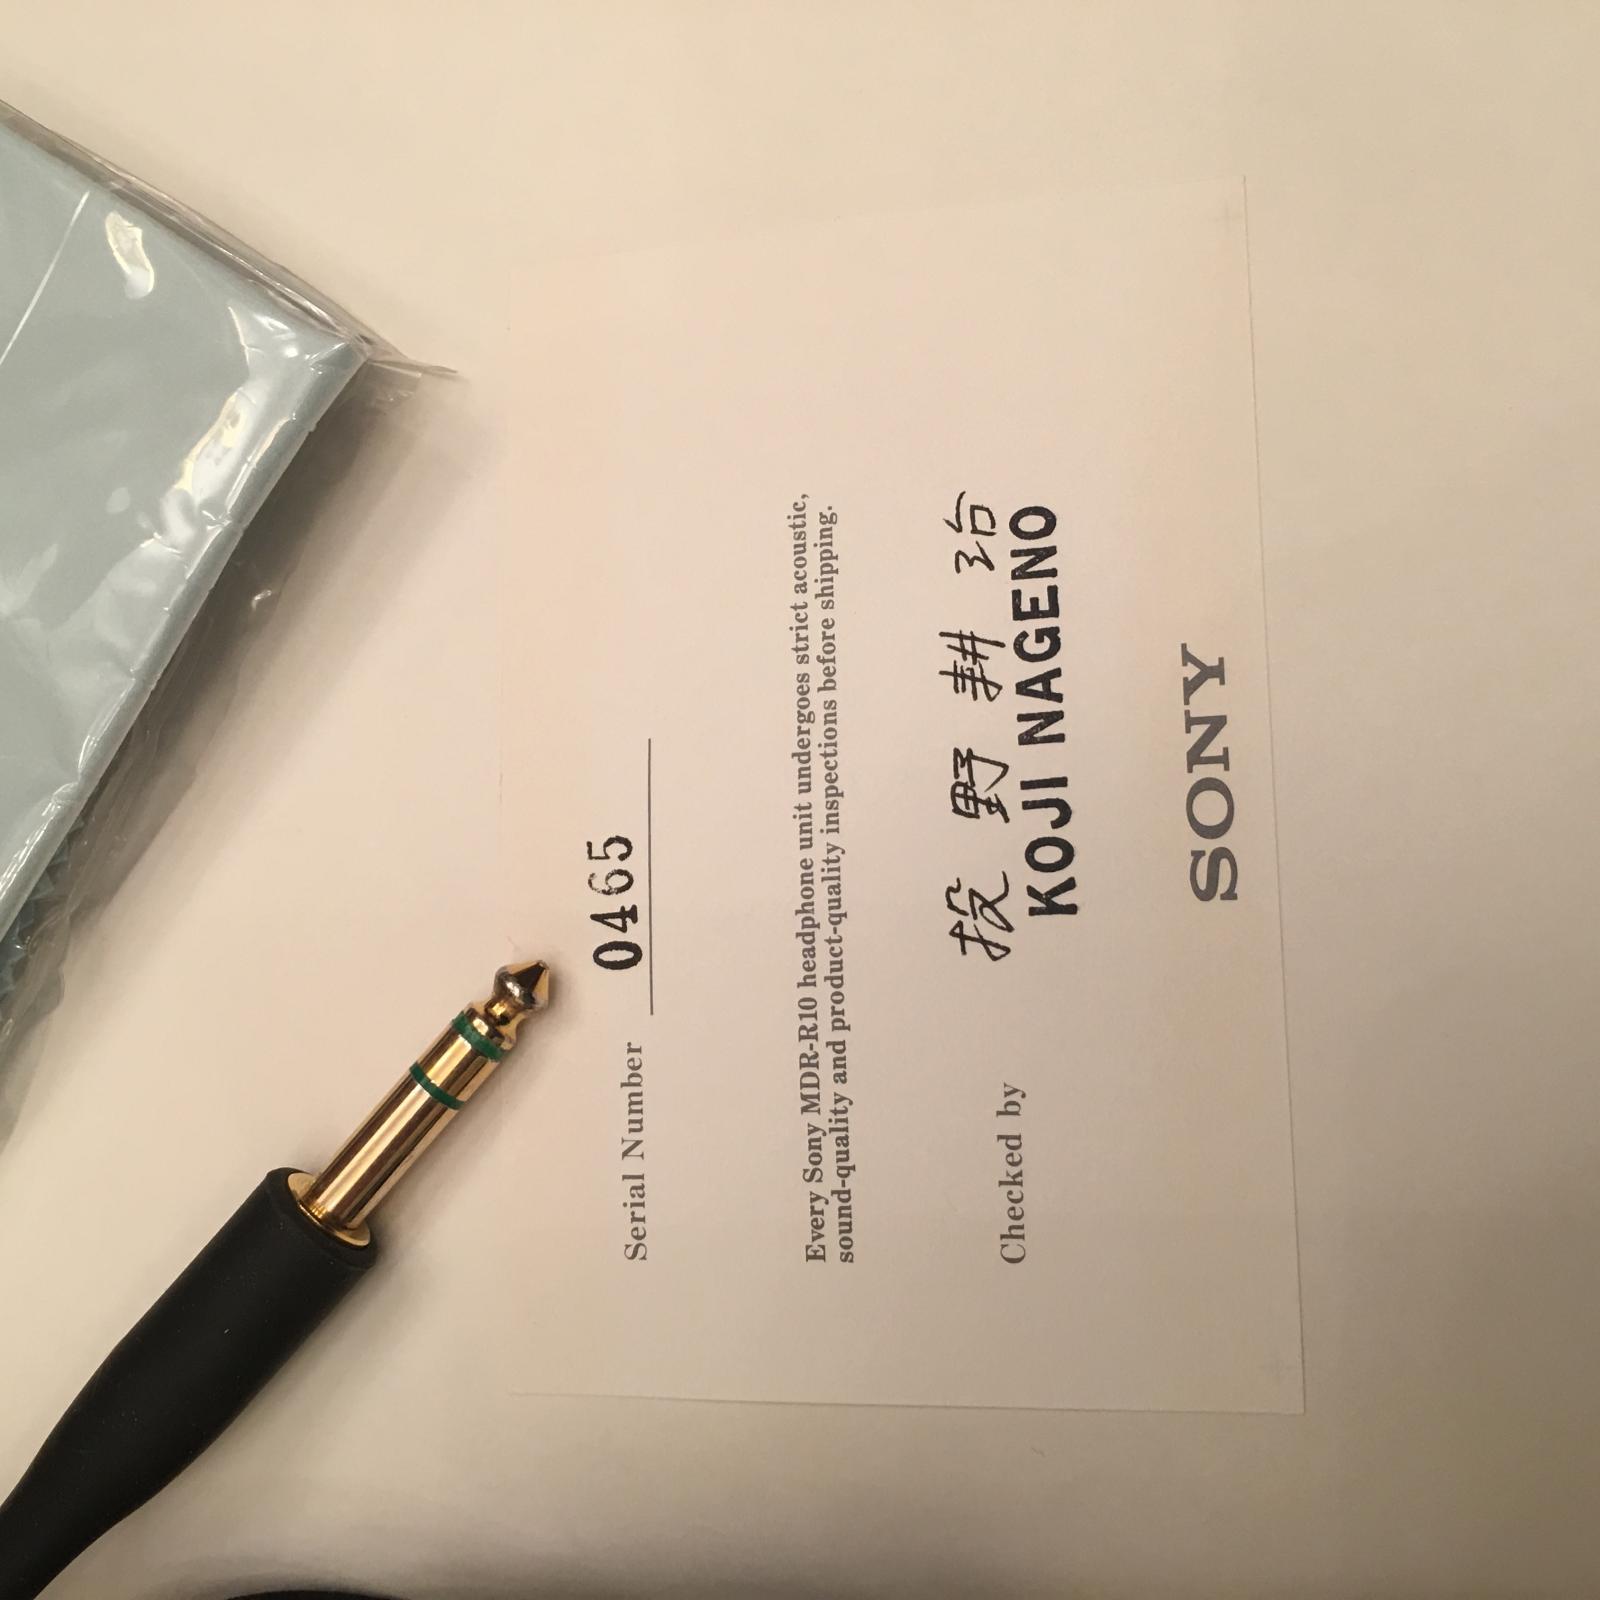 Serial Number 0465
Every Sony MDR-R10 headphone unit undergoes strict acoustic,
sound-quality and product-quality inspections before shipping.
投野耕治
Checked by KOJI NAGENO
SONY